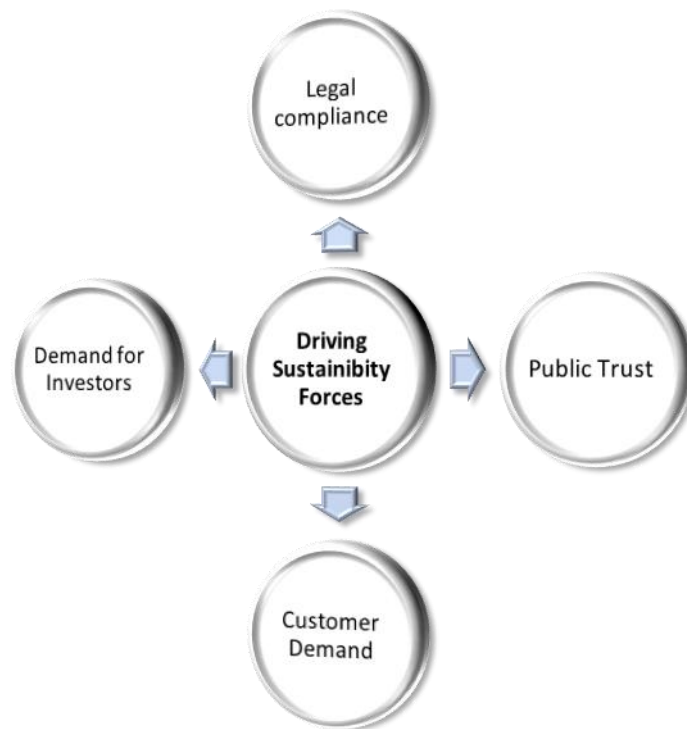 Legal
compliance
Demand for
Investors
Driving
Sustainibity
Forces
Public Trust
Customer
Demand